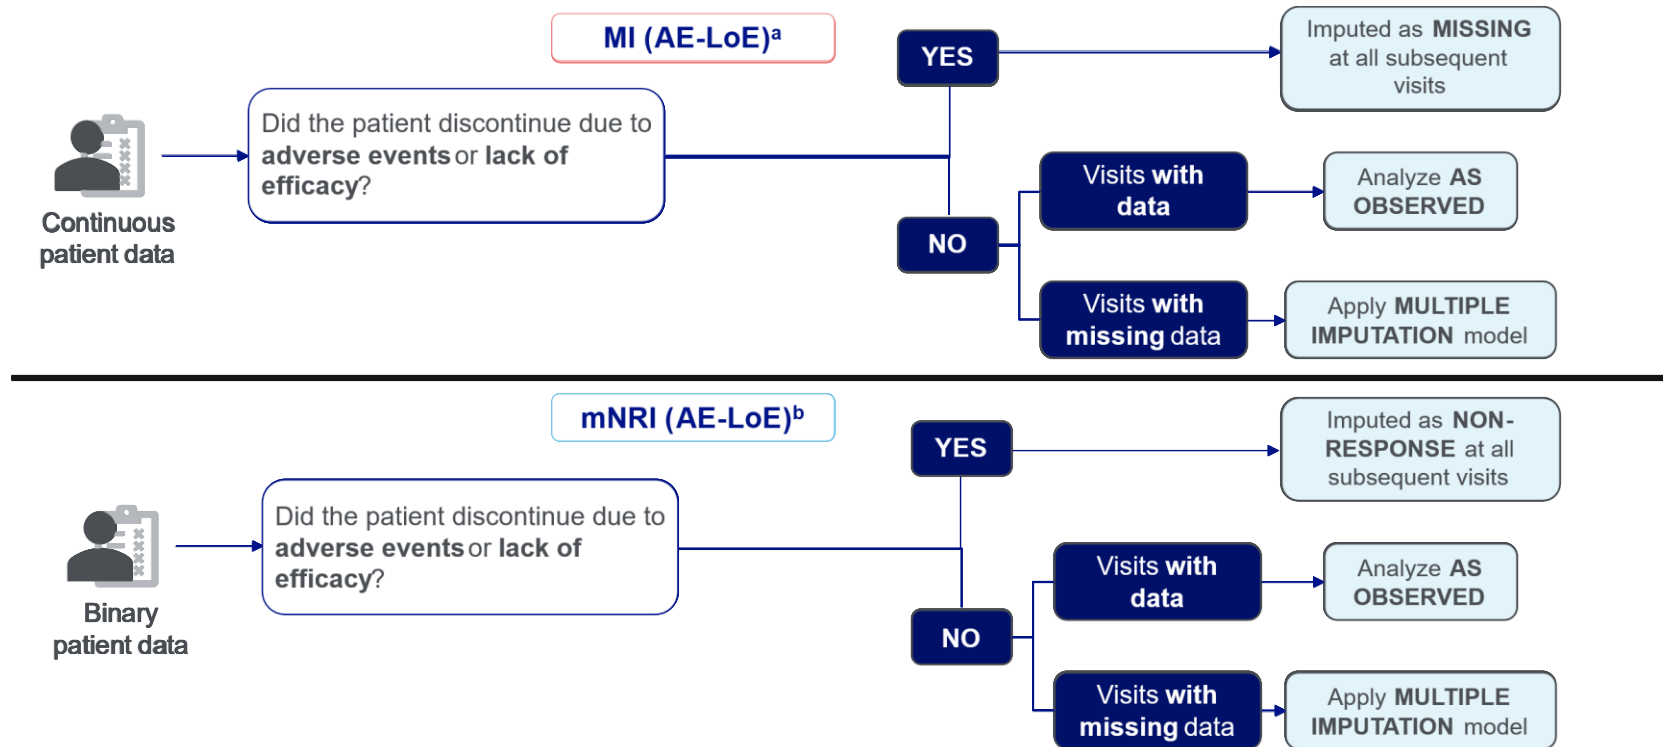 MI (AE-LoE)ᵃ
YES
Imputed as MISSING
at all subsequent
visits
Did the patient discontinue due to
adverse events or lack of
efficacy?
Continuous
patient data
Visits with
data
Analyze AS
OBSERVED
NO
Visits with
missing data
Apply MULTIPLE
IMPUTATION model
mNRI (AE-LoE)ᵇ
YES
Imputed as NON-
RESPONSE at all
subsequent visits
Did the patient discontinue due to
adverse events or lack of
efficacy?
Binary
patient data
Visits with
data
Analyze AS
OBSERVED
NO
Visits with
missing data
Apply MULTIPLE
IMPUTATION model